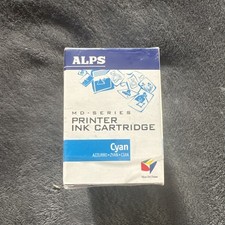 ALPS
MD-SERIES
PRINTER
INK CARTRIDGE
Cyan